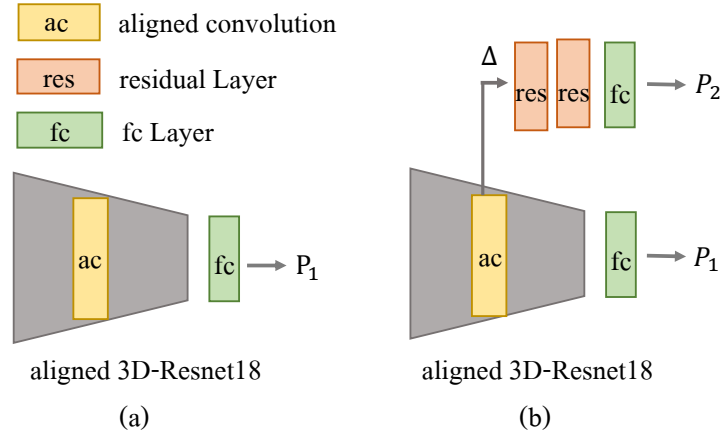 ac aligned convolution
res residual Layer
fc fc Layer
ac
fc
P₁
aligned 3D-Resnet18
(a)
Δ
res
res
fc
P₂
ac
fc
P₁
aligned 3D-Resnet18
(b)